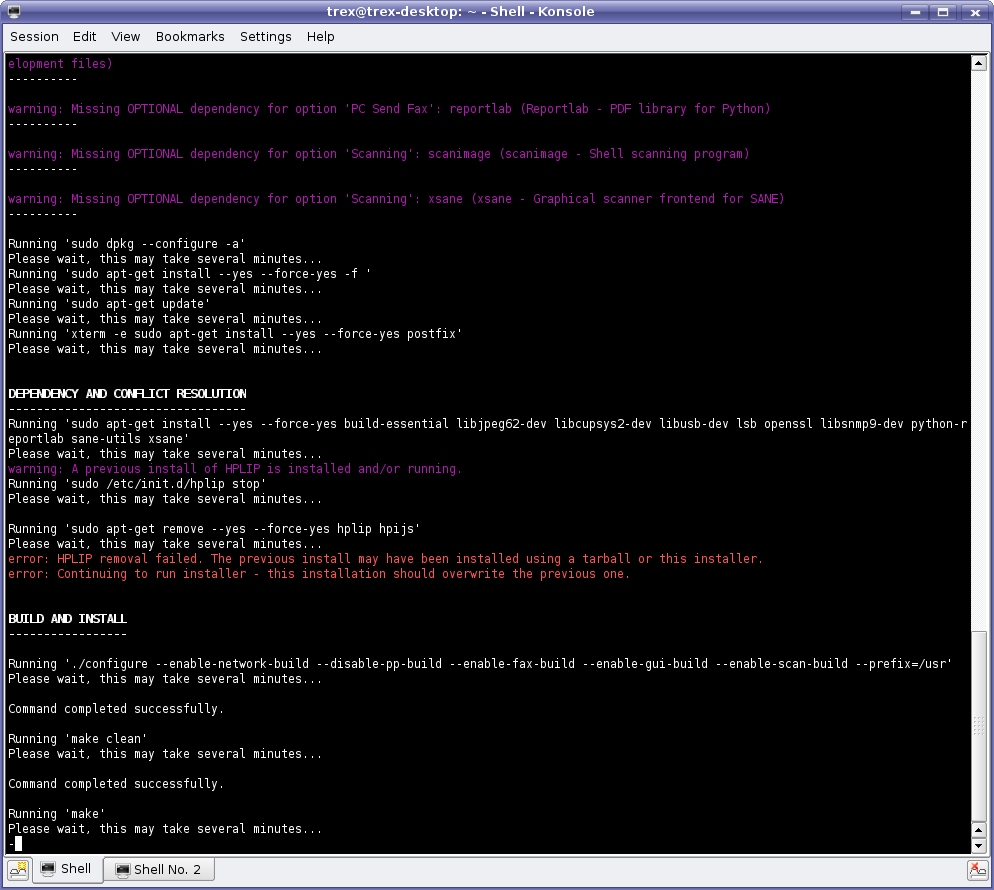 trex@trex-desktop: ~ - Shell - Konsole
Session Edit View Bookmarks Settings Help
elopment files)
----------
warning: Missing OPTIONAL dependency for option 'PC Send Fax': reportlab (Reportlab - PDF library for Python)
----------
warning: Missing OPTIONAL dependency for option 'Scanning': scanimage (scanimage - Shell scanning program)
----------
warning: Missing OPTIONAL dependency for option 'Scanning': xsane (xsane - Graphical scanner frontend for SANE)
----------
Running 'sudo dpkg --configure -a'
Please wait, this may take several minutes...
Running 'sudo apt-get install --yes --force-yes -f '
Please wait, this may take several minutes...
Running 'sudo apt-get update'
Please wait, this may take several minutes...
Running 'xterm -e sudo apt-get install --yes --force-yes postfix'
Please wait, this may take several minutes...
DEPENDENCY AND CONFLICT RESOLUTION
----------------------------------
Running 'sudo apt-get install --yes --force-yes build-essential libjpeg62-dev libcupsys2-dev libusb-dev lsb openssl libsnmp9-dev python-r
eportlab sane-utils xsane'
Please wait, this may take several minutes...
warning: A previous install of HPLIP is installed and/or running.
Running 'sudo /etc/init.d/hplip stop'
Please wait, this may take several minutes...
Running 'sudo apt-get remove --yes --force-yes hplip hpijs'
Please wait, this may take several minutes...
error: HPLIP removal failed. The previous install may have been installed using a tarball or this installer.
error: Continuing to run installer - this installation should overwrite the previous one.
BUILD AND INSTALL
-----------------
Running './configure --enable-network-build --disable-pp-build --enable-fax-build --enable-gui-build --enable-scan-build --prefix=/usr'
Please wait, this may take several minutes...
Command completed successfully.
Running 'make clean'
Please wait, this may take several minutes...
Command completed successfully.
Running 'make'
Please wait, this may take several minutes...
-
Shell Shell No. 2